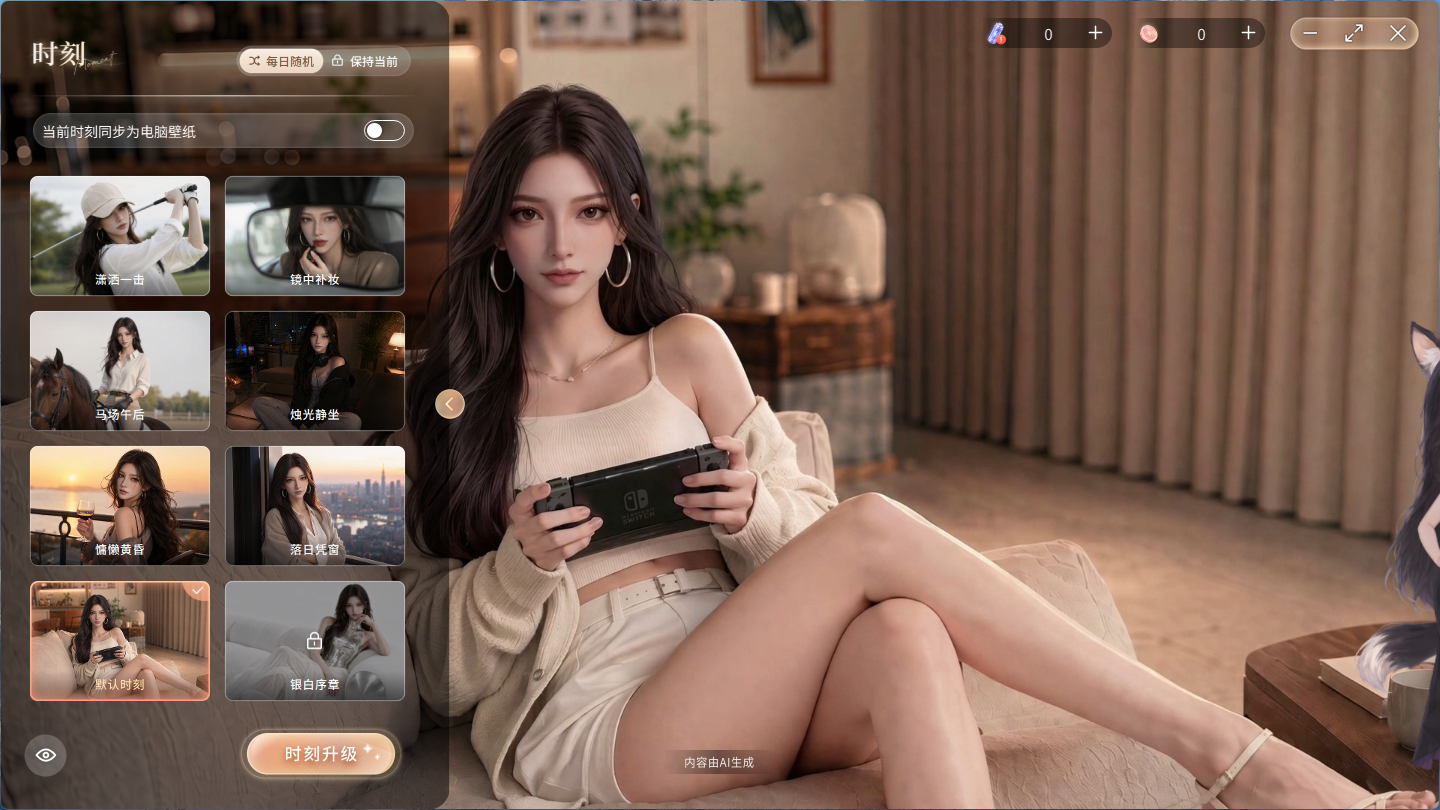 时刻
Moment
每日随机
保持当前
0
0
当前时刻同步为电脑壁纸
潇洒一击
镜中补妆
马场午后
烛光静坐
慵懒黄昏
落日凭窗
默认时刻
银白序章
时刻升级
内容由AI生成